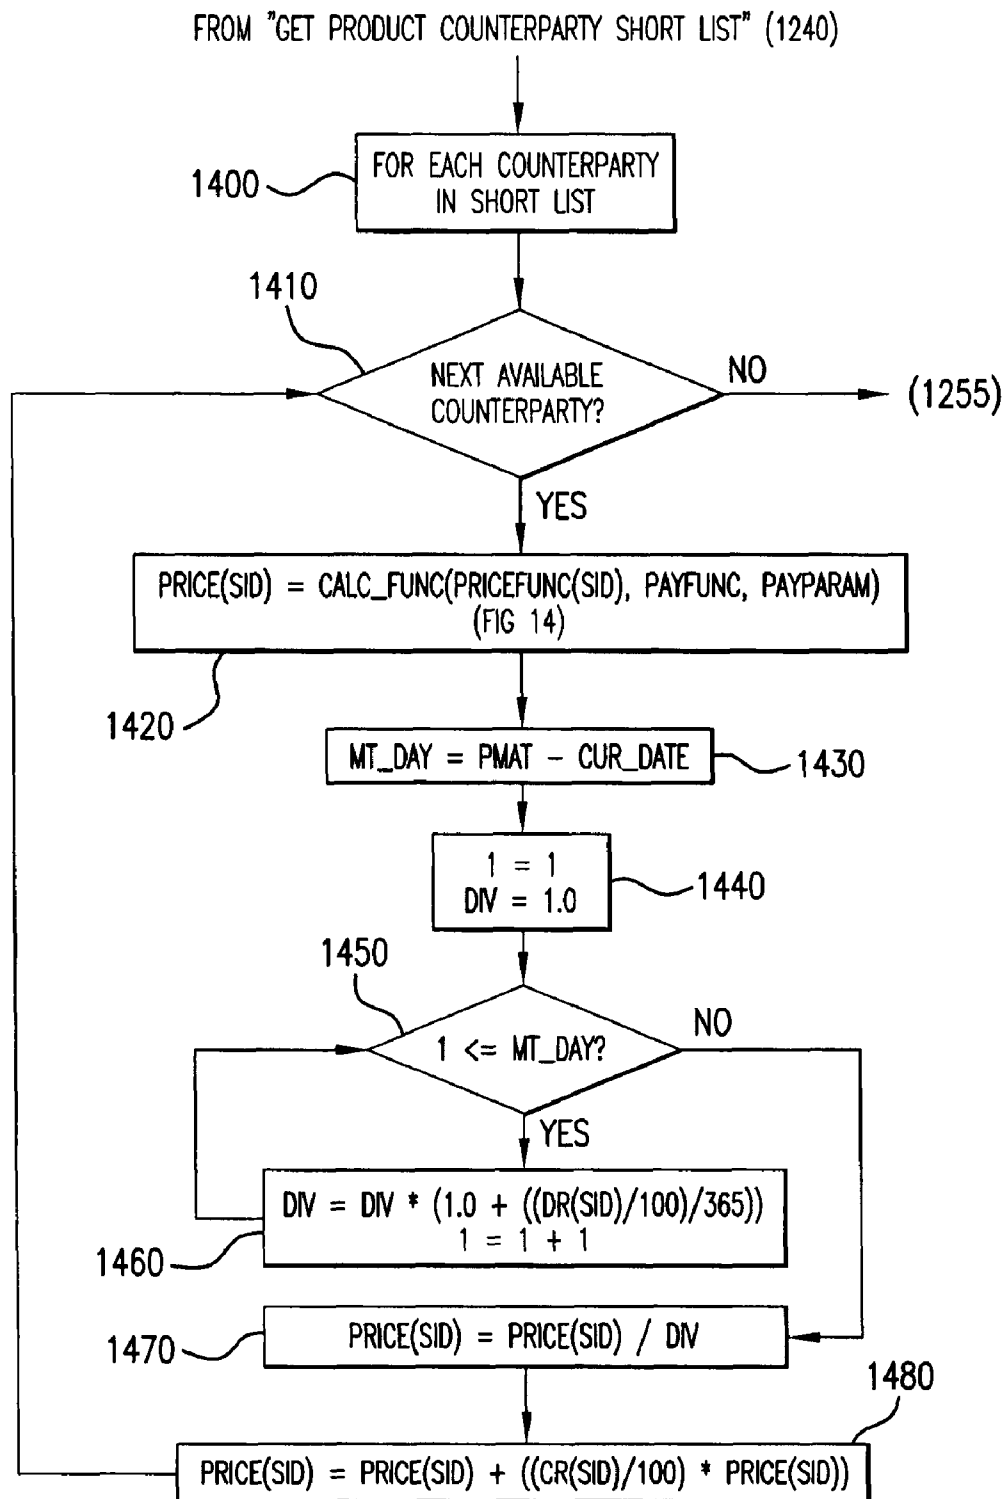 FROM "GET PRODUCT COUNTERPARTY SHORT LIST" (1240)
FOR EACH COUNTERPARTY
IN SHORT LIST
1400
1410
NEXT AVAILABLE
COUNTERPARTY?
NO
(1255)
YES
PRICE(SID) = CALC_FUNC(PRICEFUNC(SID), PAYFUNC, PAYPARAM)
(FIG 14)
1420
MT_DAY = PMAT - CUR_DATE
1430
1 = 1
DIV = 1.0
1440
1450
1 <= MT_DAY?
NO
YES
DIV = DIV * (1.0 + ((DR(SID)/100)/365))
1 = 1 + 1
1460
PRICE(SID) = PRICE(SID) / DIV
1470
1480
PRICE(SID) = PRICE(SID) + ((CR(SID)/100) * PRICE(SID))